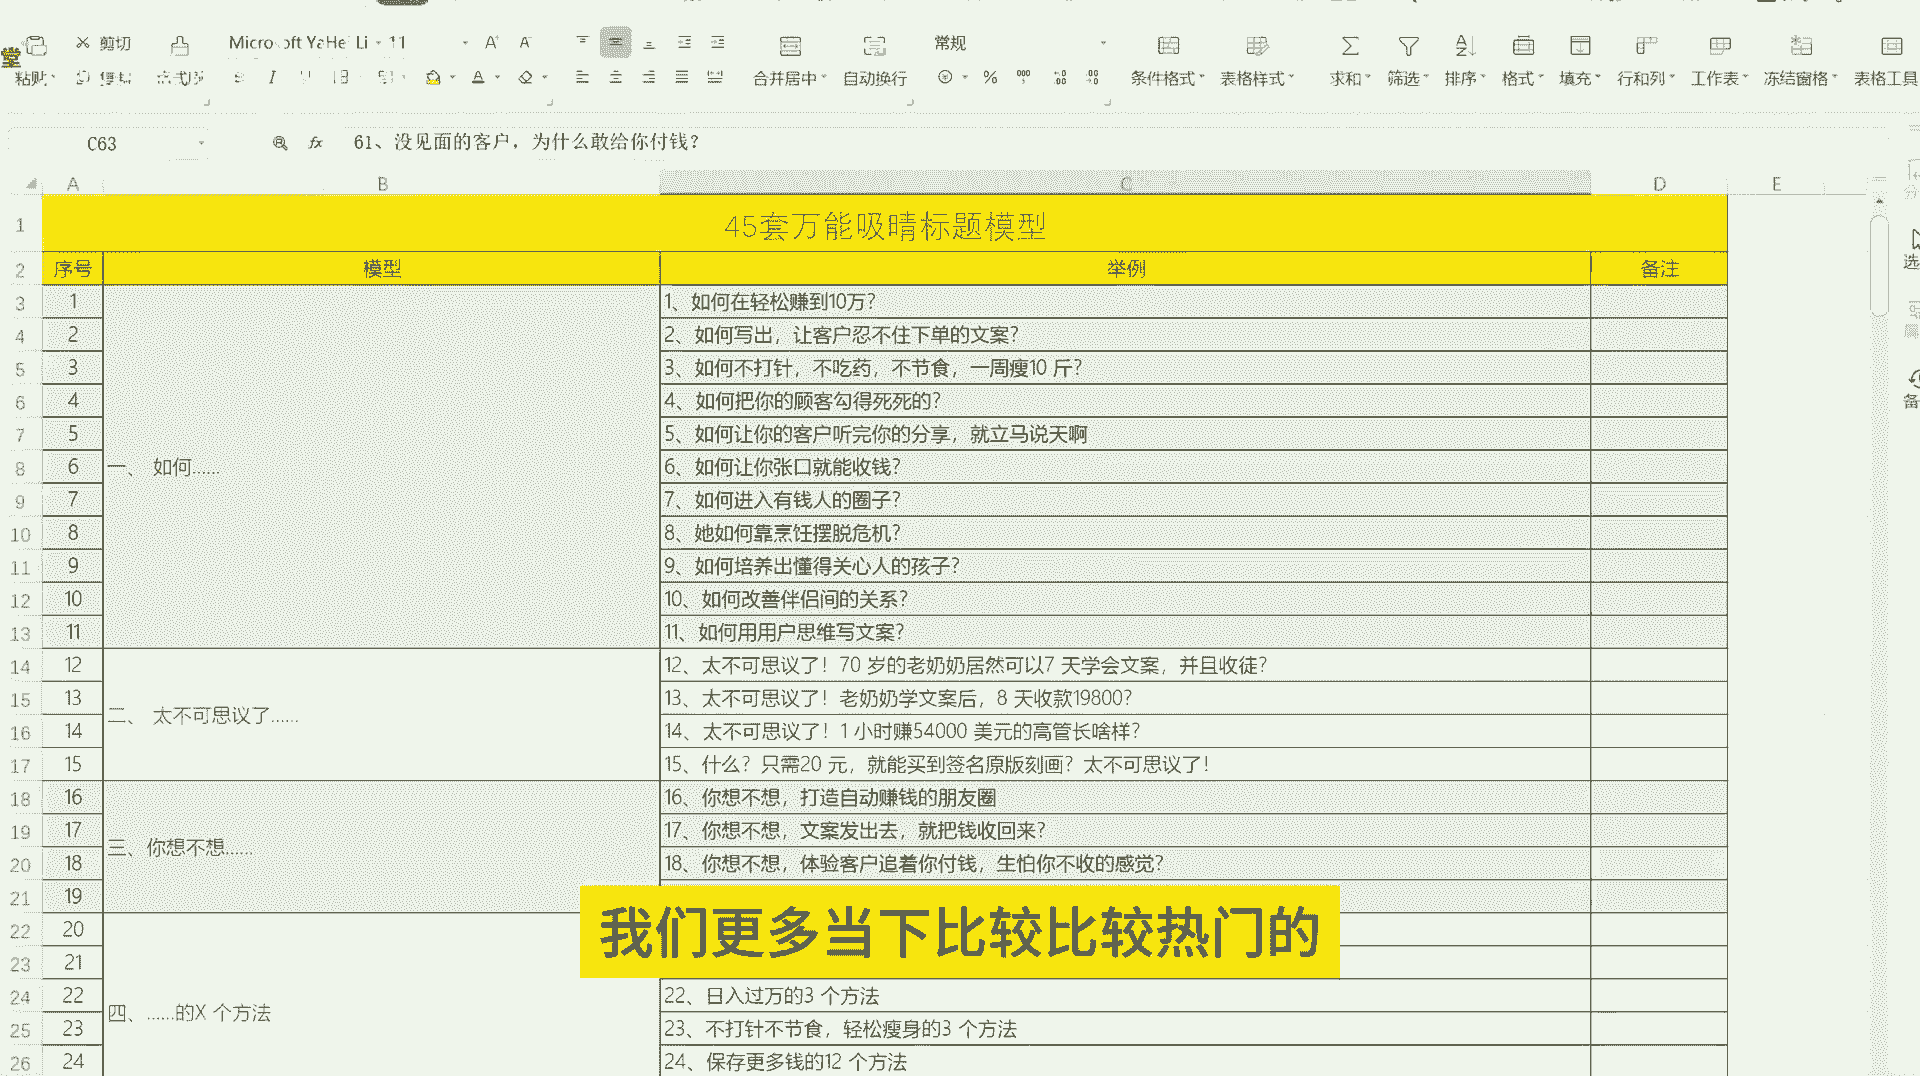 剪切
Microsoft YaHei Li 11 A A 常规
粘贴 合并居中 自动换行 % 条件格式 表格样式 求和 筛选 排序 格式 填充 行和列 工作表 冻结窗格 表格工具
C63 fx 61、没见面的客户，为什么敢给你付钱？
A B C D E
1 45套万能吸晴标题模型
2 序号 模型 举例 备注
3 1 1、如何在轻松赚到10万？
4 2 2、如何写出，让客户忍不住下单的文案？
5 3 3、如何不打针，不吃药，不节食，一周瘦10 斤？
6 4 4、如何把你的顾客勾得死死的？
7 5 5、如何让你的客户听完你的分享，就立马说天啊
8 6 一、 如何…… 6、如何让你张口就能收钱？
9 7 7、如何进入有钱人的圈子？
10 8 8、她如何靠烹饪摆脱危机？
11 9 9、如何培养出懂得关心人的孩子？
12 10 10、如何改善伴侣间的关系？
13 11 11、如何用用户思维写文案？
14 12 12、太不可思议了！70 岁的老奶奶居然可以7 天学会文案，并且收徒？
15 13 二、 太不可思议了…… 13、太不可思议了！老奶奶学文案后，8 天收款19800？
16 14 14、太不可思议了！1 小时赚54000 美元的高管长啥样？
17 15 15、什么？只需20 元，就能买到签名原版刻画？太不可思议了！
18 16 16、你想不想，打造自动赚钱的朋友圈
19 17 三、你想不想…… 17、你想不想，文案发出去，就把钱收回来？
20 18 18、你想不想，体验客户追着你付钱，生怕你不收的感觉？
21 19
22 20
我们更多当下比较比较热门的
23 21
24 22 四、……的X 个方法 22、日入过万的3 个方法
25 23 23、不打针不节食，轻松瘦身的3 个方法
26 24 24、保存更多钱的12 个方法